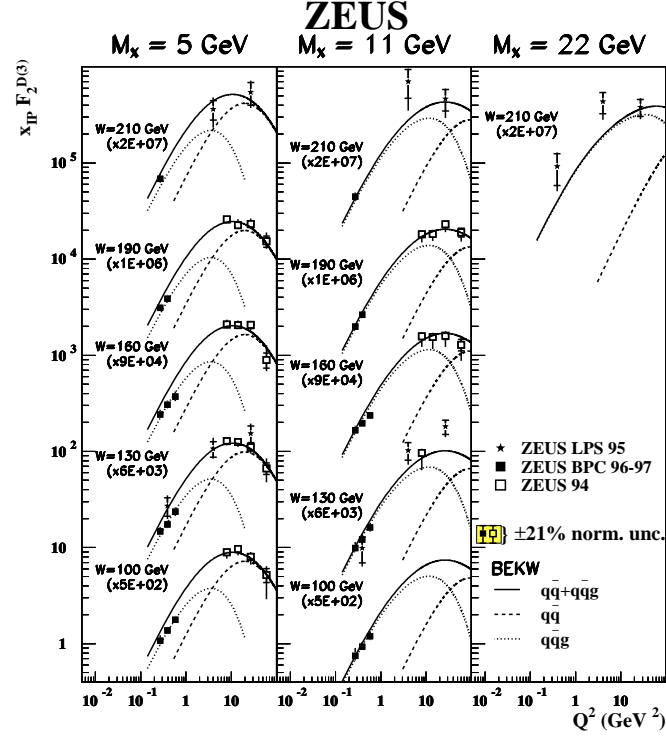 ZEUS
Mx = 5 GeV
Mx = 11 GeV
Mx = 22 GeV
xIP F2D(3)
10^5
10^4
10^3
10^2
10
1
W=210 GeV
(x2E+07)
W=190 GeV
(x1E+06)
W=160 GeV
(x9E+04)
W=130 GeV
(x6E+03)
W=100 GeV
(x5E+02)
W=210 GeV
(x2E+07)
W=190 GeV
(x1E+06)
W=160 GeV
(x9E+04)
W=130 GeV
(x6E+03)
W=100 GeV
(x5E+02)
W=210 GeV
(x2E+07)
ZEUS LPS 95
ZEUS BPC 96-97
ZEUS 94
} ±21% norm. unc.
BEKW
qq̄+qq̄g
qq̄
qq̄g
10^-2 10^-1 1 10 10^-2 10^-1 1 10 10^-2 10^-1 1 10
Q^2 (GeV^2)